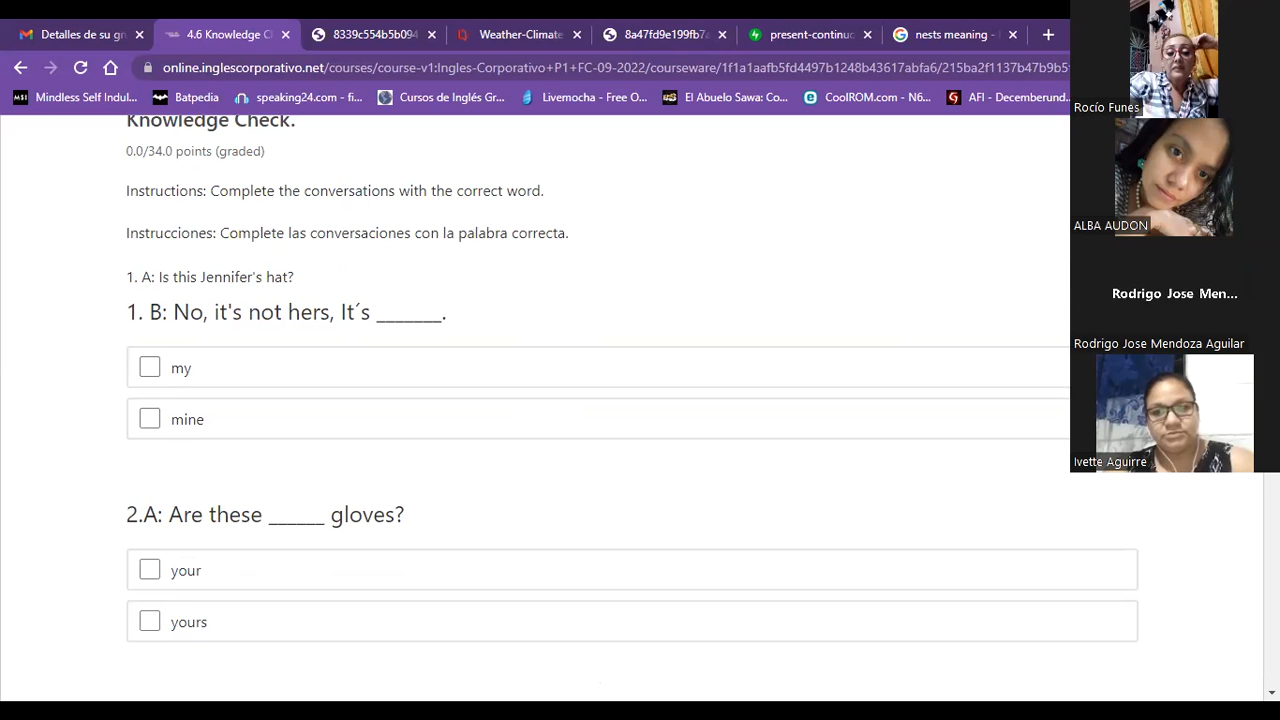 Detalles de su gn
4.6 Knowledge C
8339c554b5b094
Weather-Climate
8a47fd9e199fb7
present-continuo
nests meaning -
online.inglescorporativo.net/courses/course-v1:Ingles_Corporativo+P1+FC-09-2022/courseware/1f1a1aafb5fd4497b1248b43617abfa6/215ba2f1137b47b9b5
Mindless Self Indul...
Batpedia
speaking24.com - fi...
Cursos de Inglés Gr...
Livemocha - Free O...
El Abuelo Sawa: Co...
CoolROM.com - N6...
AFI - Decemberund
Knowledge Check.
0.0/34.0 points (graded)
Instructions: Complete the conversations with the correct word.
Instrucciones: Complete las conversaciones con la palabra correcta.
1. A: Is this Jennifer's hat?
1. B: No, it's not hers, It´s _______.
my
mine
2.A: Are these ______ gloves?
your
yours
Rocío Funes
ALBA AUDON
Rodrigo Jose Men...
Rodrigo Jose Mendoza Aguilar
Ivette Aguirre